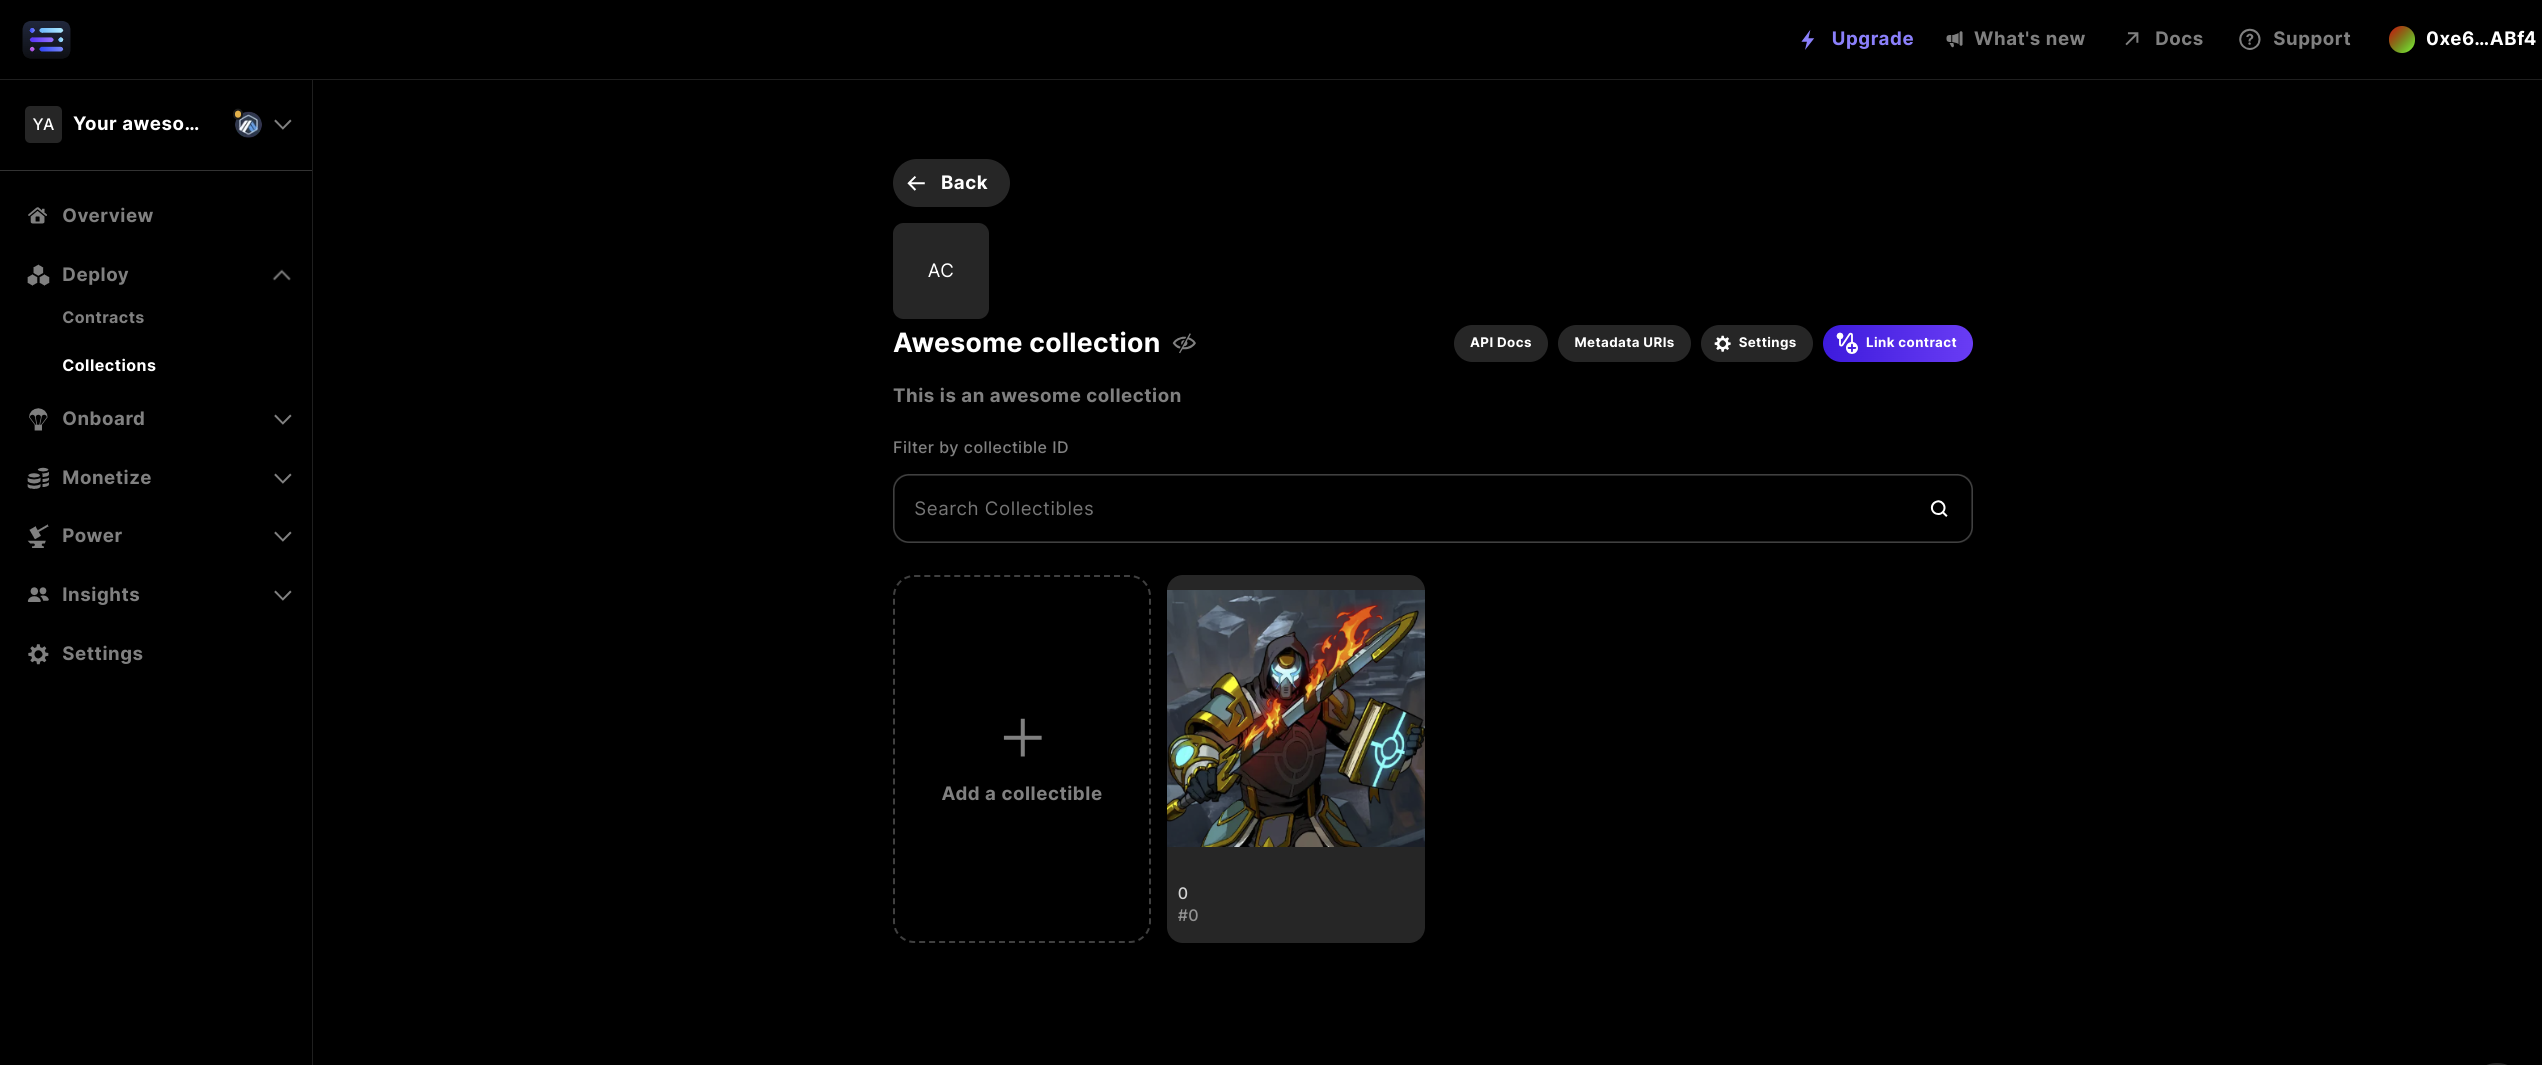 Upgrade
What's new
Docs
Support
0xe6...ABf4
YA
Your aweso...
Overview
Deploy
Contracts
Collections
Onboard
Monetize
Power
Insights
Settings
Back
AC
Awesome collection
API Docs
Metadata URIs
Settings
Link contract
This is an awesome collection
Filter by collectible ID
Search Collectibles
Add a collectible
0
#0